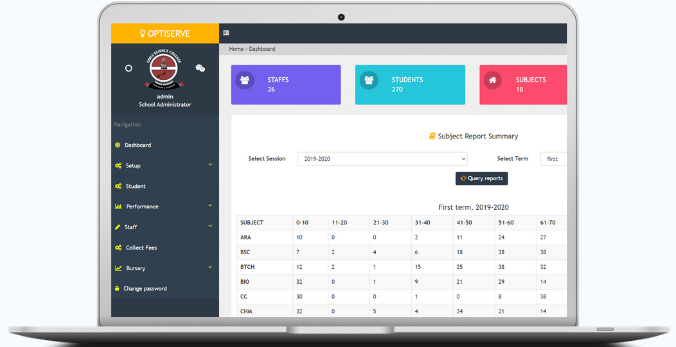 OPTISERVE
Home > Dashboard
admin
School Administrator
Navigation
Dashboard
Setup
Student
Performance
Staff
Collect Fees
Bursary
Change password
STAFFS
26
STUDENTS
270
SUBJECTS
18
Subject Report Summary
Select Session 2019-2020 Select Term first
Query reports
First term, 2019-2020
SUBJECT 0-10 11-20 21-30 31-40 41-50 51-60 61-70
ARA 10 0 0 2 11 24 27
BSC 7 2 4 6 18 38 38
BTCH 12 2 1 15 25 38 32
BIO 32 0 1 9 21 29 14
CC 30 0 0 1 0 8 38
CHM 32 0 5 4 24 21 14